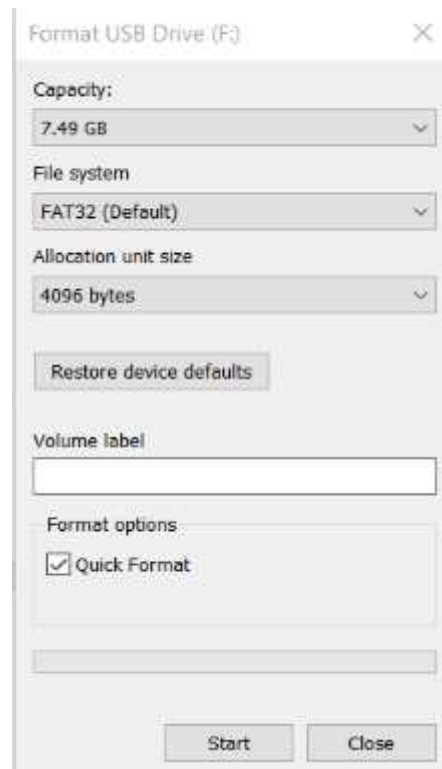 Format USB Drive (F:)
Capacity:
7.49 GB
File system
FAT32 (Default)
Allocation unit size
4096 bytes
Restore device defaults
Volume label
Format options
Quick Format
Start Close